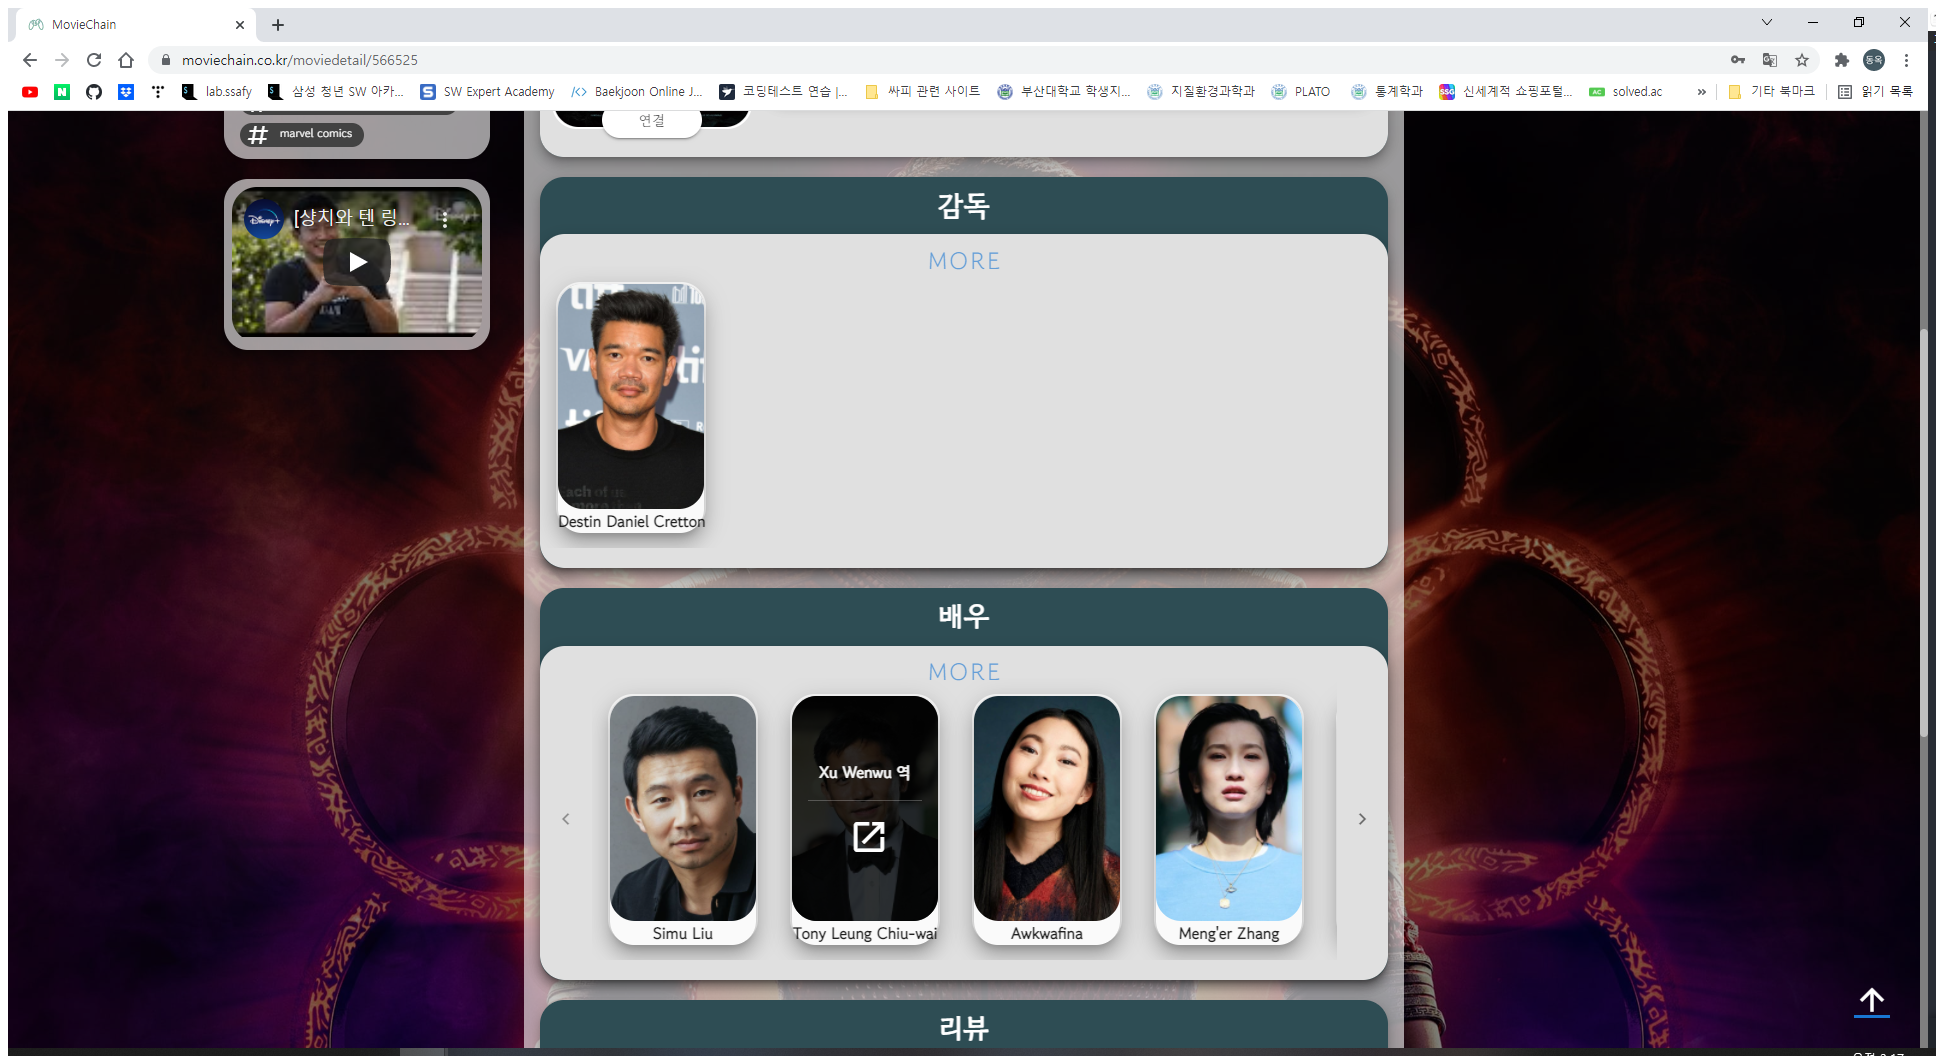 MovieChain
moviechain.co.kr/moviedetail/566525
동욱
lab.ssafy
삼성 청년 SW 아카...
SW Expert Academy
Baekjoon Online J...
코딩테스트 연습 |...
싸피 관련 사이트
부산대학교 학생지...
지질환경과학과
PLATO
통계학과
신세계적 쇼핑포털...
solved.ac
기타 북마크
읽기 목록
# marvel comics
연결
Disney+
[샹치와 텐 링...
감독
MORE
Destin Daniel Cretton
배우
MORE
Xu Wenwu 역
Simu Liu
Tony Leung Chiu-wai
Awkwafina
Meng'er Zhang
리뷰